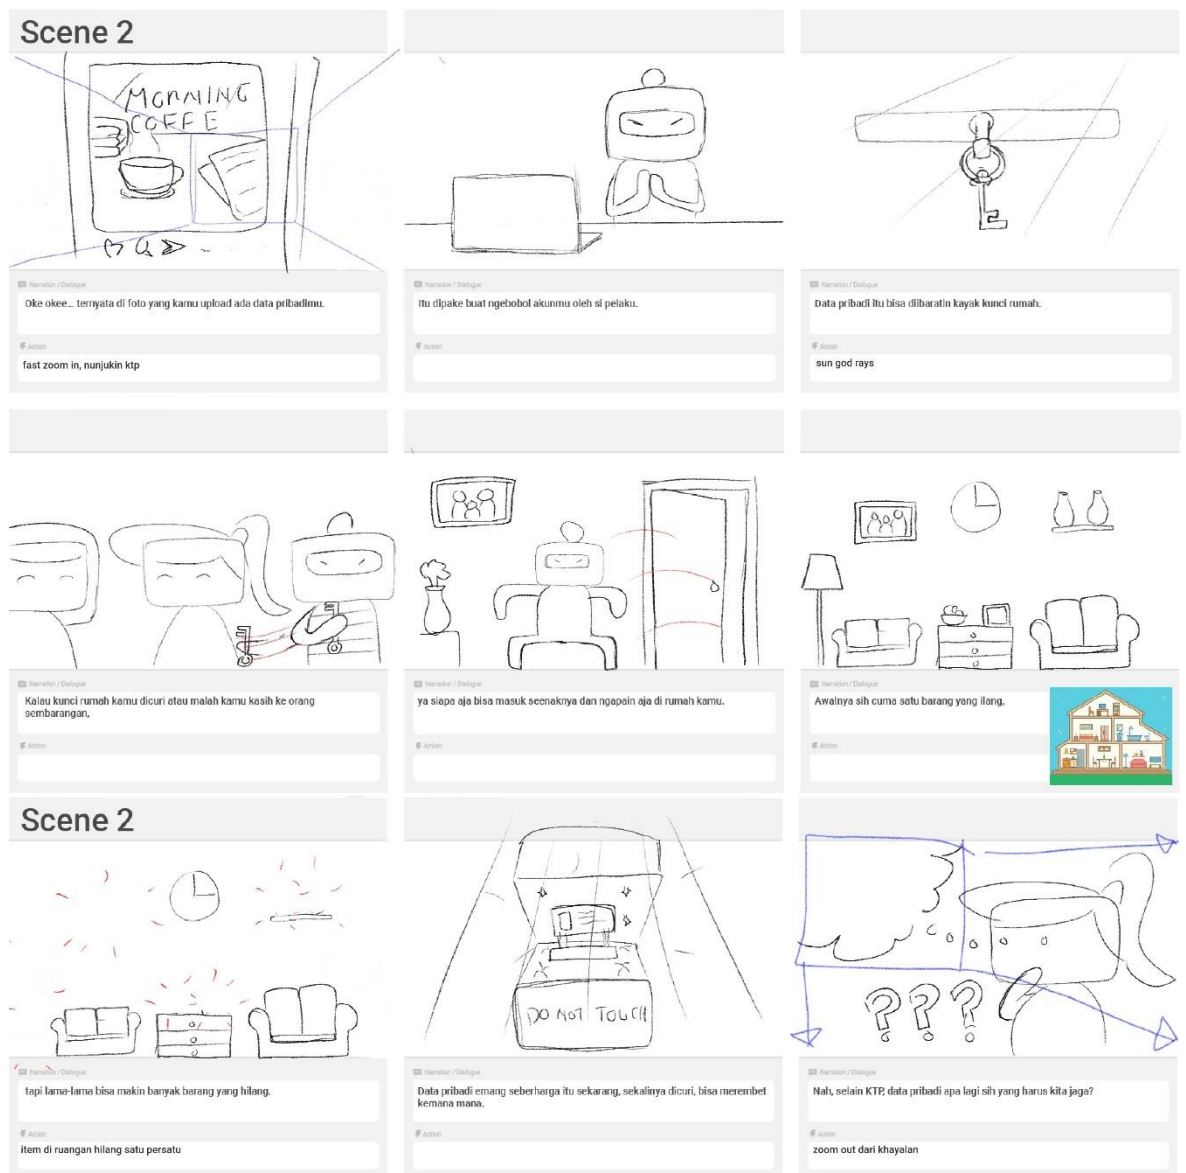 Scene 2
MORNING
COFFE
Narration / Dialogue
Oke okee... ternyata di foto yang kamu upload ada data pribadimu.
Action
fast zoom in, nunjukin ktp
Narration / Dialogue
Itu dipake buat ngebobol akunmu oleh si pelaku.
Action
Narration / Dialogue
Data pribadi itu bisa diibaratin kayak kunci rumah.
Action
sun god rays
Narration / Dialogue
Kalau kunci rumah kamu dicuri atau malah kamu kasih ke orang
sembarangan,
Action
Narration / Dialogue
ya siapa aja bisa masuk seenaknya dan ngapain aja di rumah kamu.
Action
Narration / Dialogue
Awalnya sih cuma satu barang yang ilang,
Action
Scene 2
Narration / Dialogue
tapi lama-lama bisa makin banyak barang yang hilang.
Action
item di ruangan hilang satu persatu
DO NOT TOUCH
Narration / Dialogue
Data pribadi emang seberharga itu sekarang, sekalinya dicuri, bisa merembet
kemana mana.
Action
? ? ?
Narration / Dialogue
Nah, selain KTP, data pribadi apa lagi sih yang harus kita jaga?
Action
zoom out dari khayalan